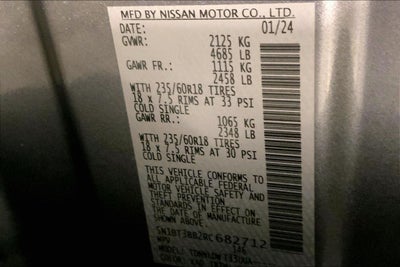 MFD BY NISSAN MOTOR CO., LTD.
DATE: 01/24
GVWR: 2125 KG
4685 LB
GAWR FR.: 1115 KG
2458 LB
WITH 235/60R18 TIRES
18 x 7.5 RIMS AT 33 PSI
COLD SINGLE
GAWR RR.: 1065 KG
2348 LB
WITH 235/60R18 TIRES
18 x 7.5 RIMS AT 30 PSI
COLD SINGLE
THIS VEHICLE CONFORMS TO
ALL APPLICABLE FEDERAL
MOTOR VEHICLE SAFETY AND
THEFT PREVENTION
STANDARDS IN EFFECT ON
THE DATE OF MANUFACTURE
SHOWN ABOVE.
5N1BT3BB2RC682712
MPV
MODEL: